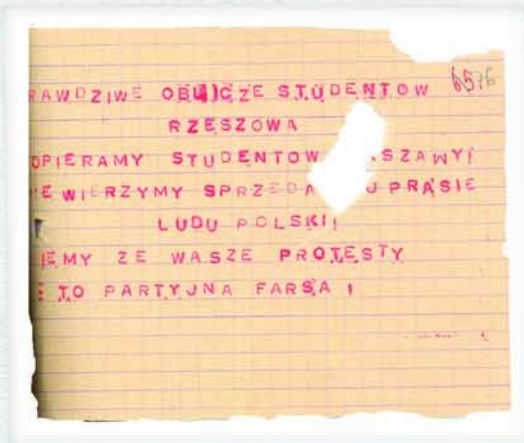 RAWDZIWE OBLICZE STUDENTOW 6576
RZESZOWA
OPIERAMY STUDENTOW SZAWY!
WIERZYMY SPRZEDA PRASIE
LUDU POLSKI!
IEMY ZE WASZE PROTESTY
TO PARTYJNA FARSA!